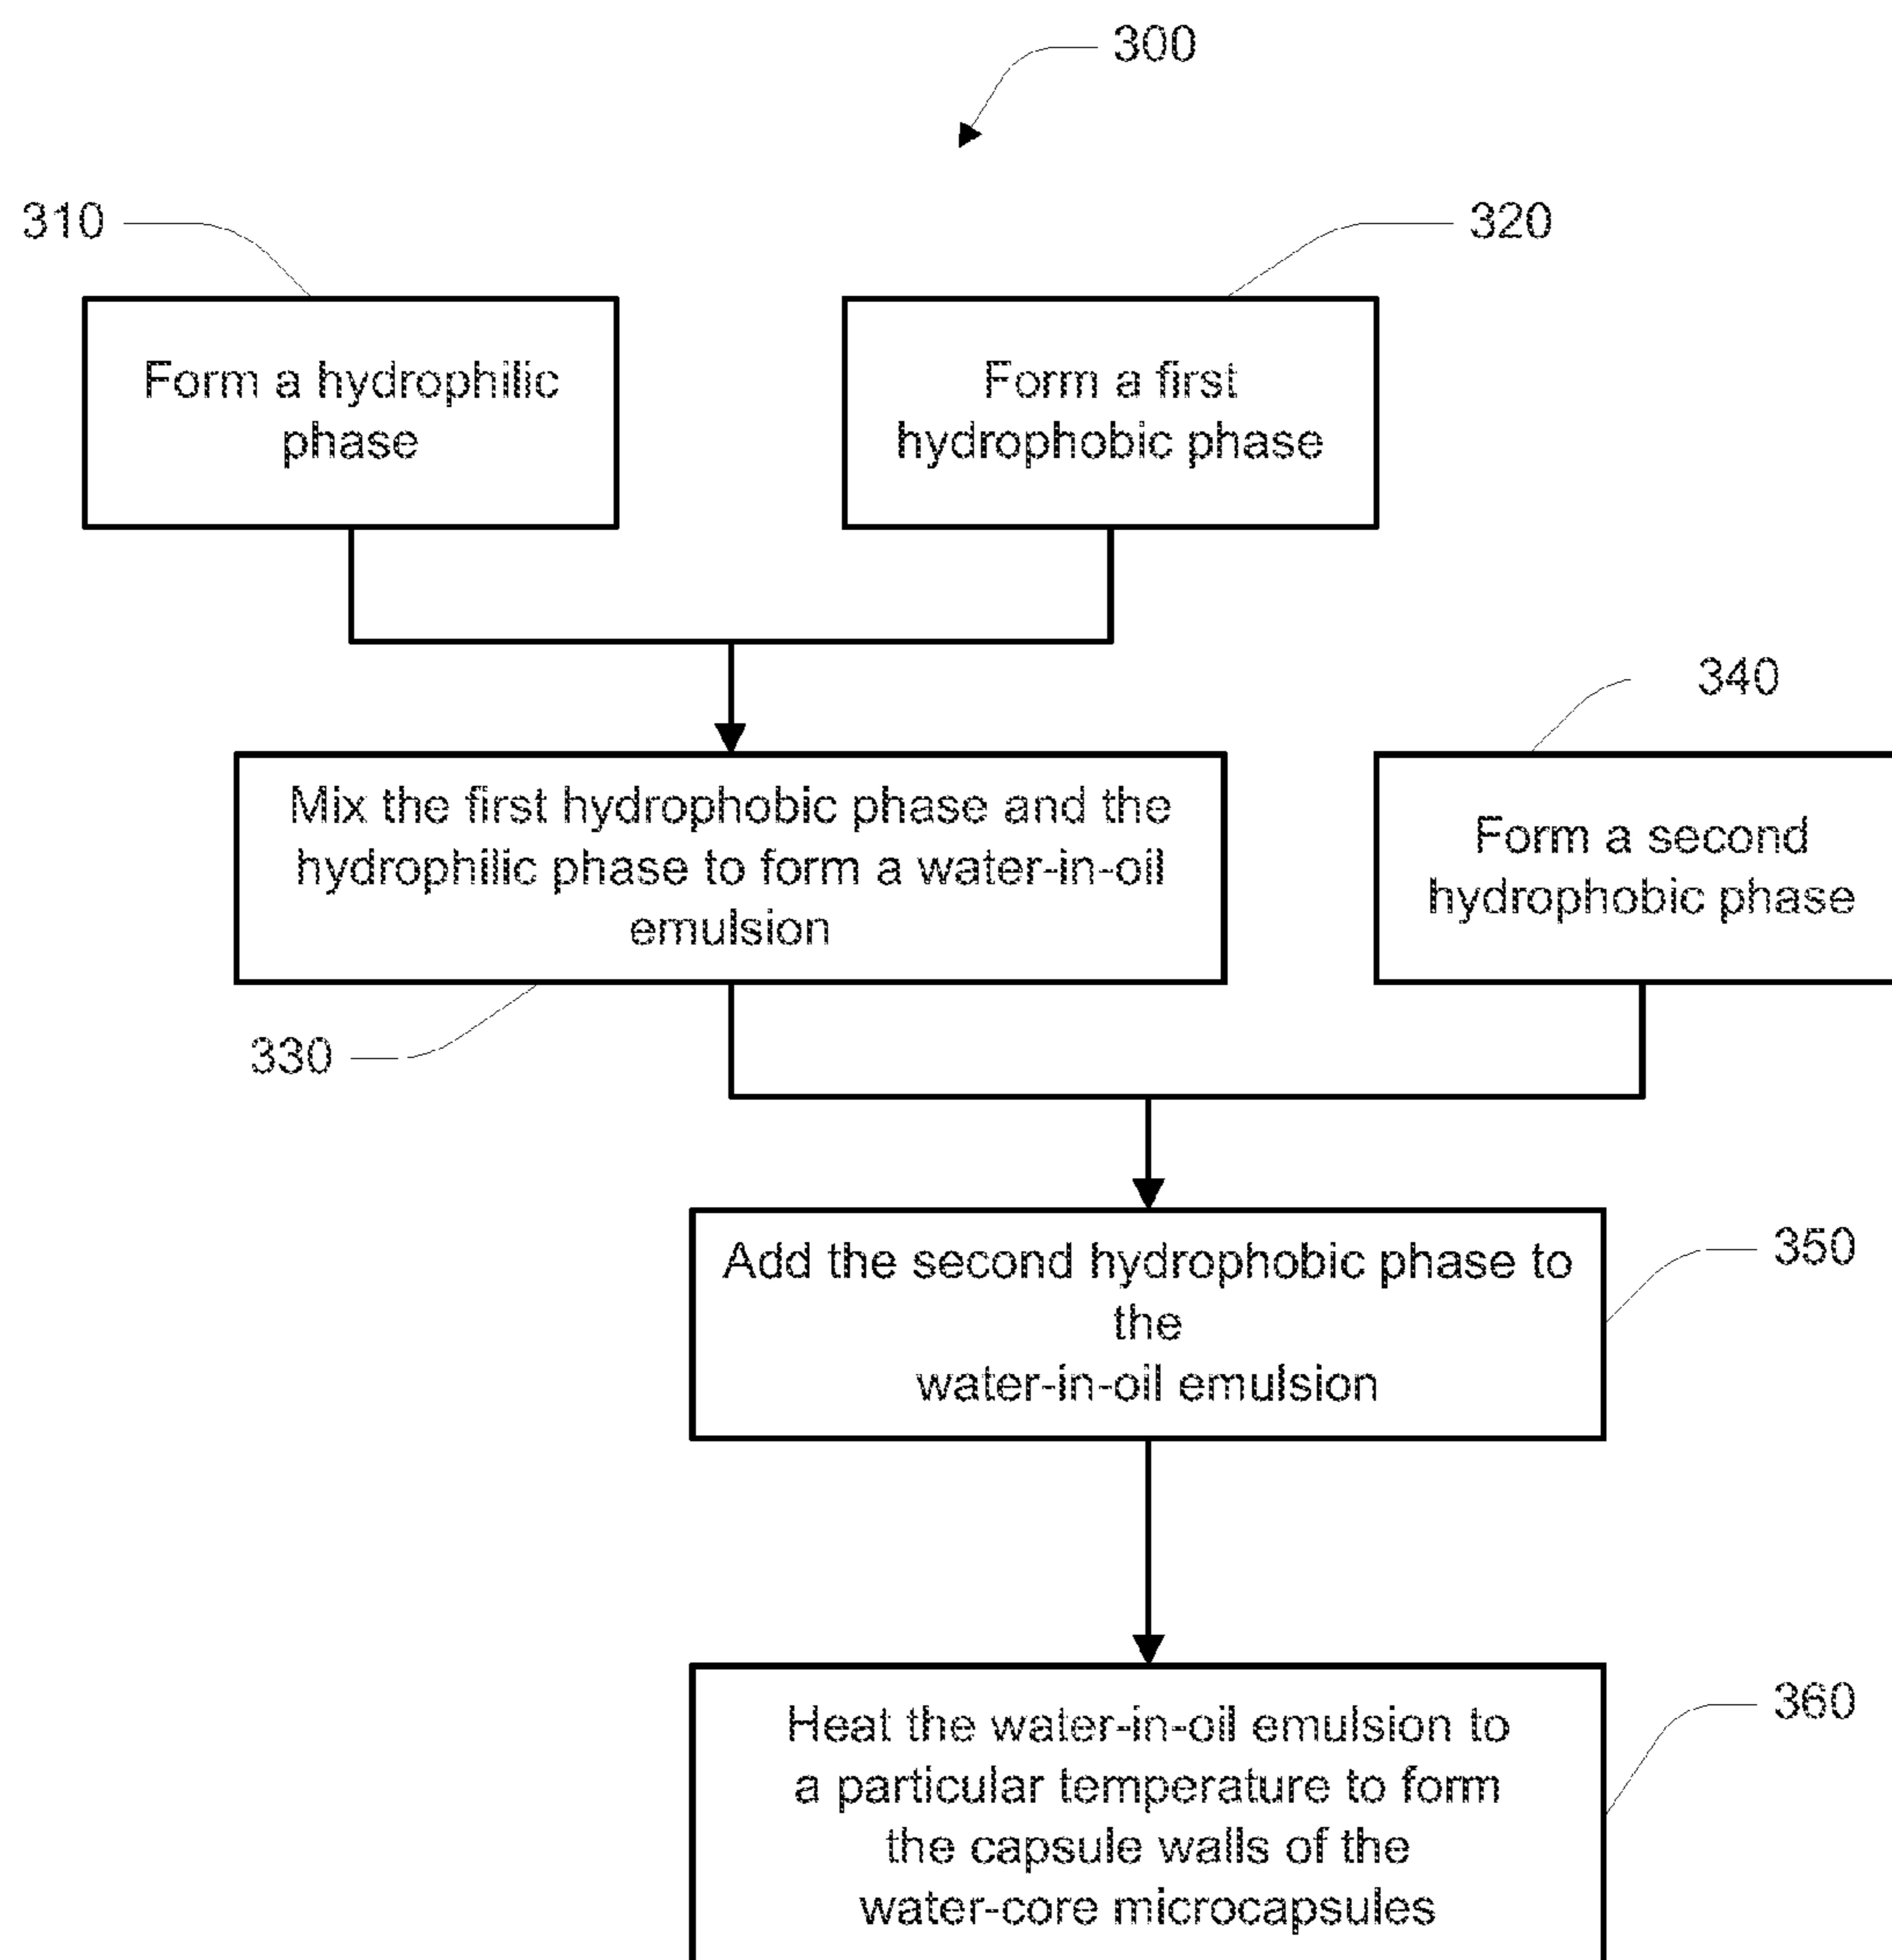 300
310
320
Form a hydrophilic
phase
Form a first
hydrophobic phase
340
Mix the first hydrophobic phase and the
hydrophilic phase to form a water-in-oil
emulsion
Form a second
hydrophobic phase
330
350
Add the second hydrophobic phase to
the
water-in-oil emulsion
360
Heat the water-in-oil emulsion to
a particular temperature to form
the capsule walls of the
water-core microcapsules